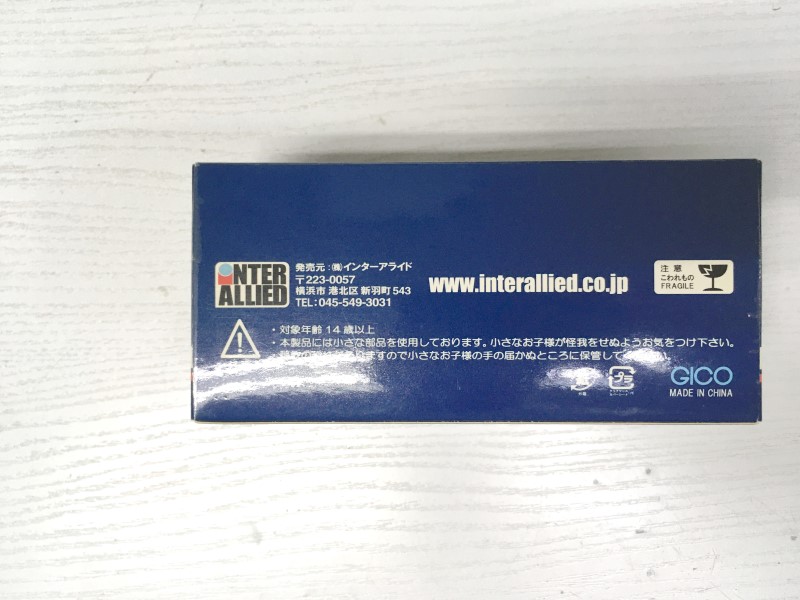 INTER
ALLIED
発売元:㈱インターアライド
〒223-0057
横浜市 港北区 新羽町 543
TEL:045-549-3031
www.interallied.co.jp
注 意
こわれもの
FRAGILE
・対象年齢 14 歳以上
・本製品には小さな部品を使用しております。小さなお子様が怪我をせぬようお気をつけ下さい。
ますので小さなお子様の手の届かぬところに保管して
プラ
GICO
MADE IN CHINA